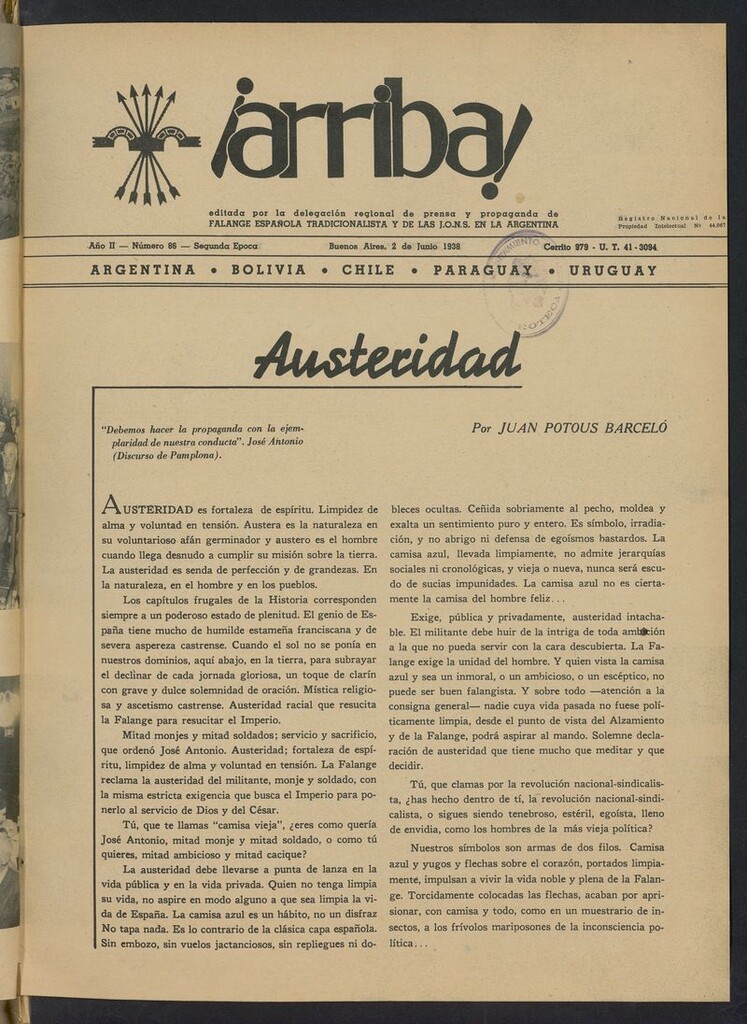 ¡arriba!
editada por la delegación regional de prensa y propaganda de
FALANGE ESPAÑOLA TRADICIONALISTA Y DE LAS J.O.N.S. EN LA ARGENTINA
Registro Nacional de la
Propiedad Intelectual Nº 44.067
Año II — Número 86 — Segunda Epoca
Buenos Aires, 2 de Junio 1938
Cerrito 979 - U. T. 41-3094
ARGENTINA • BOLIVIA • CHILE • PARAGUAY • URUGUAY
Austeridad
"Debemos hacer la propaganda con la ejem-
plaridad de nuestra conducta". José Antonio
(Discurso de Pamplona).
Por JUAN POTOUS BARCELÓ
AUSTERIDAD es fortaleza de espíritu. Limpidez de
alma y voluntad en tensión. Austera es la naturaleza en
su voluntarioso afán germinador y austero es el hombre
cuando llega desnudo a cumplir su misión sobre la tierra.
La austeridad es senda de perfección y de grandezas. En
la naturaleza, en el hombre y en los pueblos.
Los capítulos frugales de la Historia corresponden
siempre a un poderoso estado de plenitud. El genio de Es-
paña tiene mucho de humilde estameña franciscana y de
severa aspereza castrense. Cuando el sol no se ponía en
nuestros dominios, aquí abajo, en la tierra, para subrayar
el declinar de cada jornada gloriosa, un toque de clarín
con grave y dulce solemnidad de oración. Mística religio-
sa y ascetismo castrense. Austeridad racial que resucita
la Falange para resucitar el Imperio.
Mitad monjes y mitad soldados; servicio y sacrificio,
que ordenó José Antonio. Austeridad; fortaleza de espí-
ritu, limpidez de alma y voluntad en tensión. La Falange
reclama la austeridad del militante, monje y soldado, con
la misma estricta exigencia que busca el Imperio para po-
nerlo al servicio de Dios y del César.
Tú, que te llamas "camisa vieja", ¿eres como quería
José Antonio, mitad monje y mitad soldado, o como tú
quieres, mitad ambicioso y mitad cacique?
La austeridad debe llevarse a punta de lanza en la
vida pública y en la vida privada. Quien no tenga limpia
su vida, no aspire en modo alguno a que sea limpia la vi-
da de España. La camisa azul es un hábito, no un disfraz
No tapa nada. Es lo contrario de la clásica capa española.
Sin embozo, sin vuelos jactanciosos, sin repliegues ni do-
bleces ocultas. Ceñida sobriamente al pecho, moldea y
exalta un sentimiento puro y entero. Es símbolo, irradia-
ción, y no abrigo ni defensa de egoísmos bastardos. La
camisa azul, llevada limpiamente, no admite jerarquías
sociales ni cronológicas, y vieja o nueva, nunca será escu-
do de sucias impunidades. La camisa azul no es cierta-
mente la camisa del hombre feliz...
Exige, pública y privadamente, austeridad intacha-
ble. El militante debe huir de la intriga de toda ambición
a la que no pueda servir con la cara descubierta. La Fa-
lange exige la unidad del hombre. Y quien vista la camisa
azul y sea un inmoral, o un ambicioso, o un escéptico, no
puede ser buen falangista. Y sobre todo —atención a la
consigna general— nadie cuya vida pasada no fuese polí-
ticamente limpia, desde el punto de vista del Alzamiento
y de la Falange, podrá aspirar al mando. Solemne decla-
ración de austeridad que tiene mucho que meditar y que
decidir.
Tú, que clamas por la revolución nacional-sindicalis-
ta, ¿has hecho dentro de tí, la revolución nacional-sindi-
calista, o sigues siendo tenebroso, estéril, egoísta, lleno
de envidia, como los hombres de la más vieja política?
Nuestros símbolos son armas de dos filos. Camisa
azul y yugos y flechas sobre el corazón, portados limpia-
mente, impulsan a vivir la vida noble y plena de la Falan-
ge. Torcidamente colocadas las flechas, acaban por apri-
sionar, con camisa y todo, como en un muestrario de in-
sectos, a los frívolos mariposones de la inconsciencia po-
lítica...